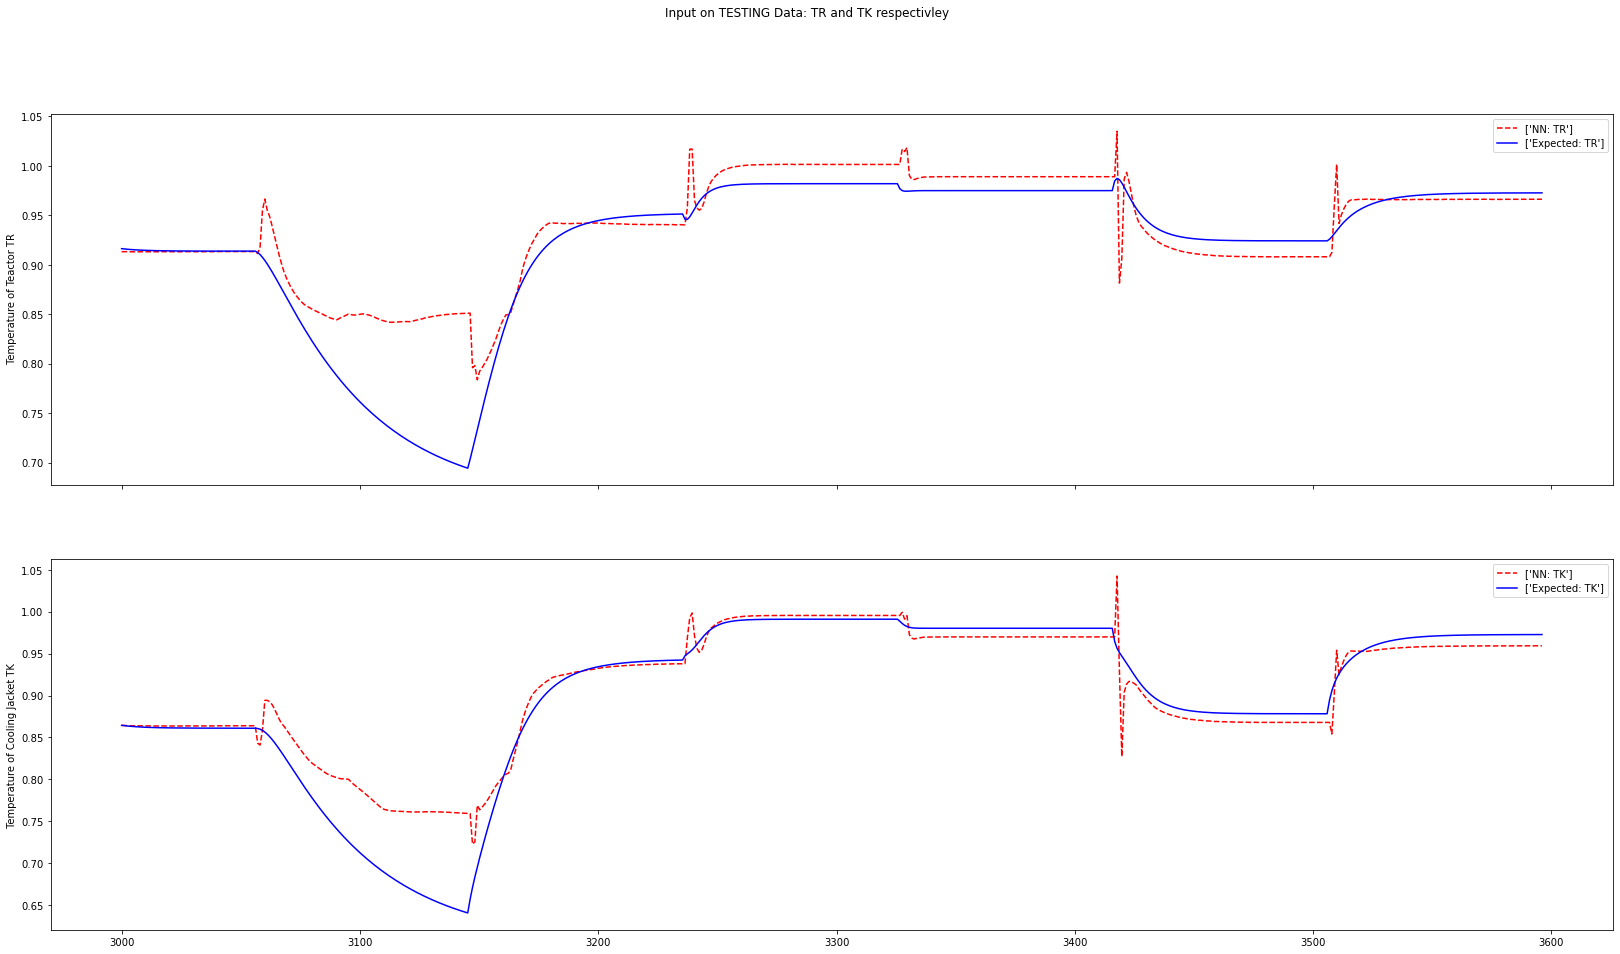 Input on TESTING Data: TR and TK respectivley
Temperature of Teactor TR
1.05
1.00
0.95
0.90
0.85
0.80
0.75
0.70
['NN: TR']
['Expected: TR']
Temperature of Cooling Jacket TK
1.05
1.00
0.95
0.90
0.85
0.80
0.75
0.70
0.65
['NN: TK']
['Expected: TK']
3000 3100 3200 3300 3400 3500 3600